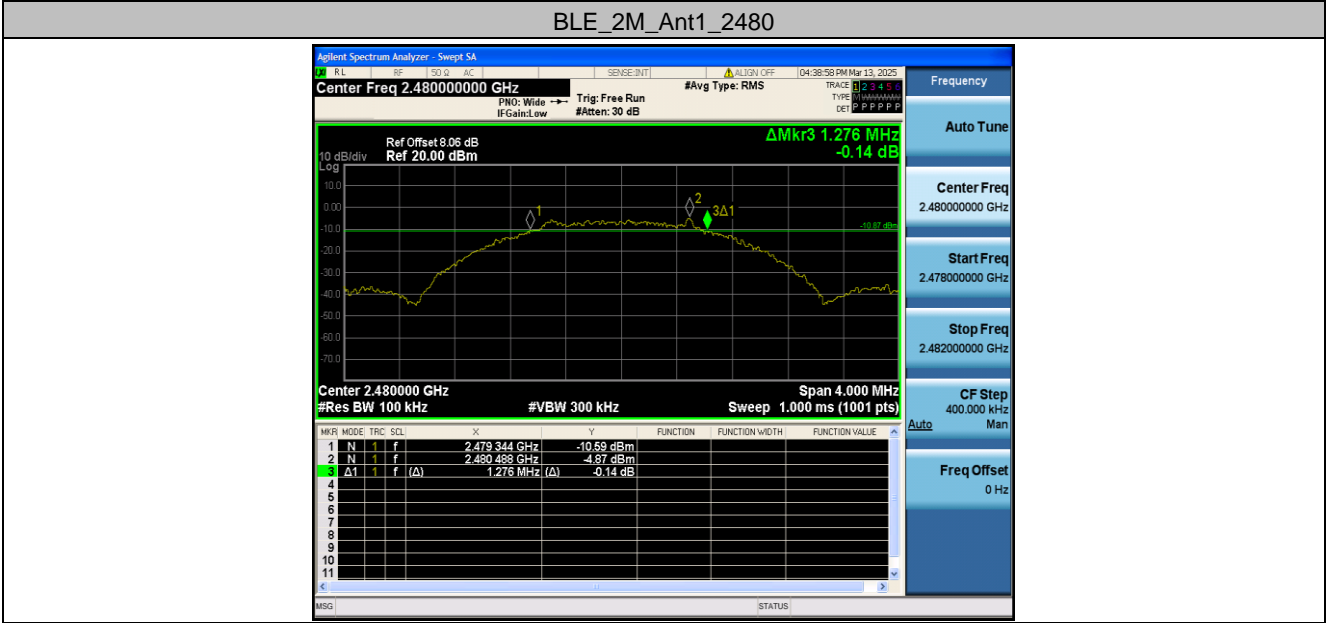 BLE_2M_Ant1_2480
Agilent Spectrum Analyzer - Swept SA
RL RF 50 Ω AC SENSE:INT ALIGN OFF 04:38:58 PM Mar 13, 2025
Center Freq 2.480000000 GHz #Avg Type: RMS TRACE 1 2 3 4 5 6
PNO: Wide Trig: Free Run TYPE
IFGain:Low #Atten: 30 dB DET P P P P P P
Frequency
Auto Tune
Center Freq
2.480000000 GHz
Start Freq
2.478000000 GHz
Stop Freq
2.482000000 GHz
CF Step
400.000 kHz
Auto Man
Freq Offset
0 Hz
ΔMkr3 1.276 MHz
-0.14 dB
Ref Offset 8.06 dB
10 dB/div Ref 20.00 dBm
Log
10.0
0.00
-10.0
-20.0
-30.0
-40.0
-50.0
-60.0
-70.0
1
2
3Δ1
-10.87 dBm
Center 2.480000 GHz Span 4.000 MHz
#Res BW 100 kHz #VBW 300 kHz Sweep 1.000 ms (1001 pts)
MKR MODE TRC SCL X Y FUNCTION FUNCTION WIDTH FUNCTION VALUE
1 N 1 f 2.479 344 GHz -10.59 dBm
2 N 1 f 2.480 488 GHz -4.87 dBm
3 Δ1 1 f (Δ) 1.276 MHz (Δ) -0.14 dB
4
5
6
7
8
9
10
11
MSG STATUS